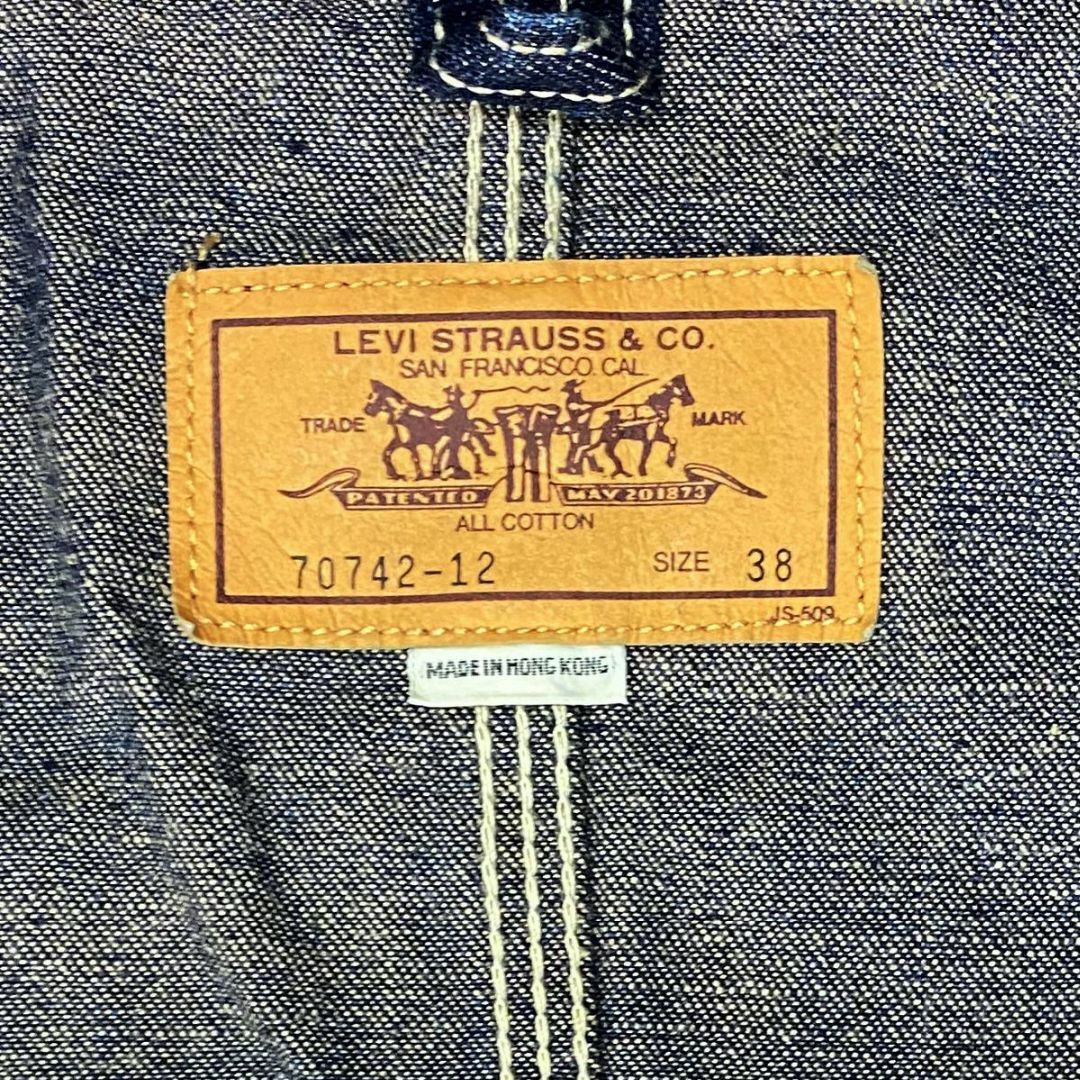 LEVI STRAUSS & CO.
SAN FRANCISCO. CAL
TRADE MARK
PATENTED MAY 20 1873
ALL COTTON
70742-12 SIZE 38
JS-509
MADE IN HONG KONG